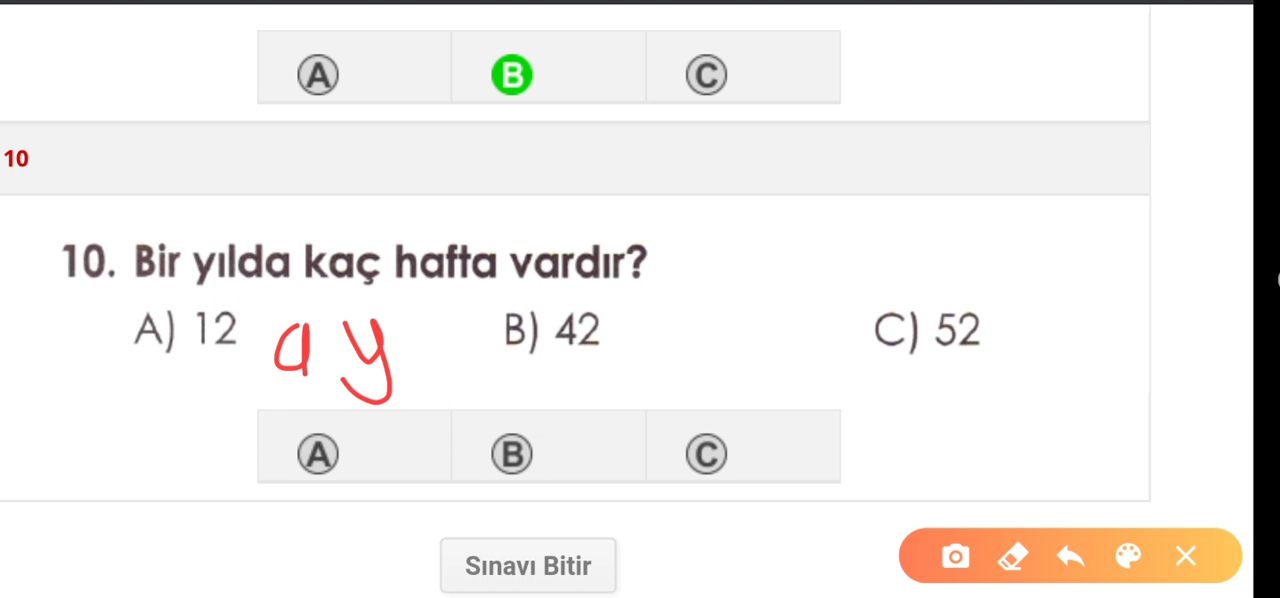 A B C
10
10. Bir yılda kaç hafta vardır?
A) 12 ay B) 42 C) 52
A B C
Sınavı Bitir